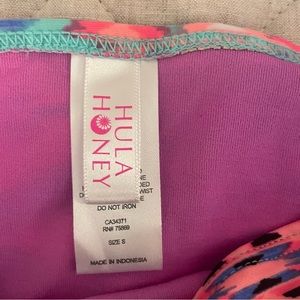 HULA
HONEY
DO NOT IRON
CA34371
RN# 75869
SIZE S
MADE IN INDONESIA